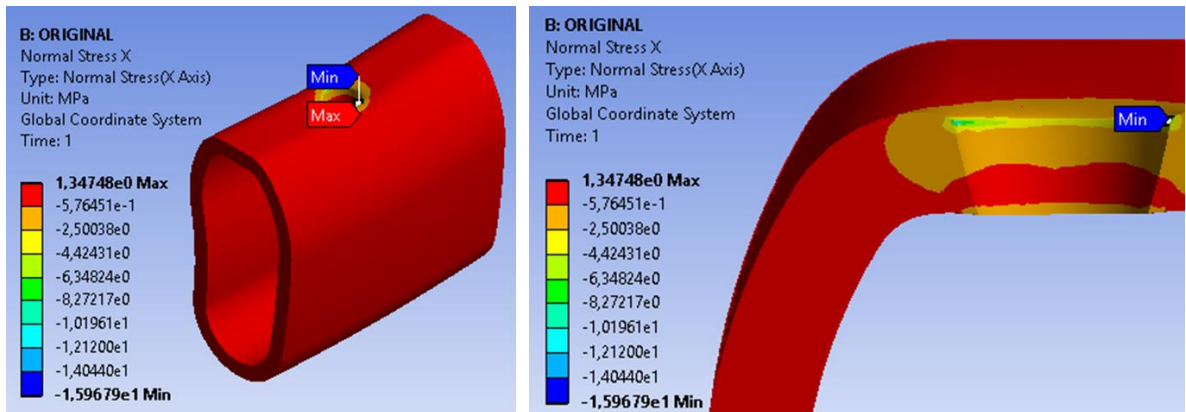 B: ORIGINAL
Normal Stress X
Type: Normal Stress(X Axis)
Unit: MPa
Global Coordinate System
Time: 1
1,34748e0 Max
-5,76451e-1
-2,50038e0
-4,42431e0
-6,34824e0
-8,27217e0
-1,01961e1
-1,21200e1
-1,40440e1
-1,59679e1 Min
Min
Max
B: ORIGINAL
Normal Stress X
Type: Normal Stress(X Axis)
Unit: MPa
Global Coordinate System
Time: 1
1,34748e0 Max
-5,76451e-1
-2,50038e0
-4,42431e0
-6,34824e0
-8,27217e0
-1,01961e1
-1,21200e1
-1,40440e1
-1,59679e1 Min
Min